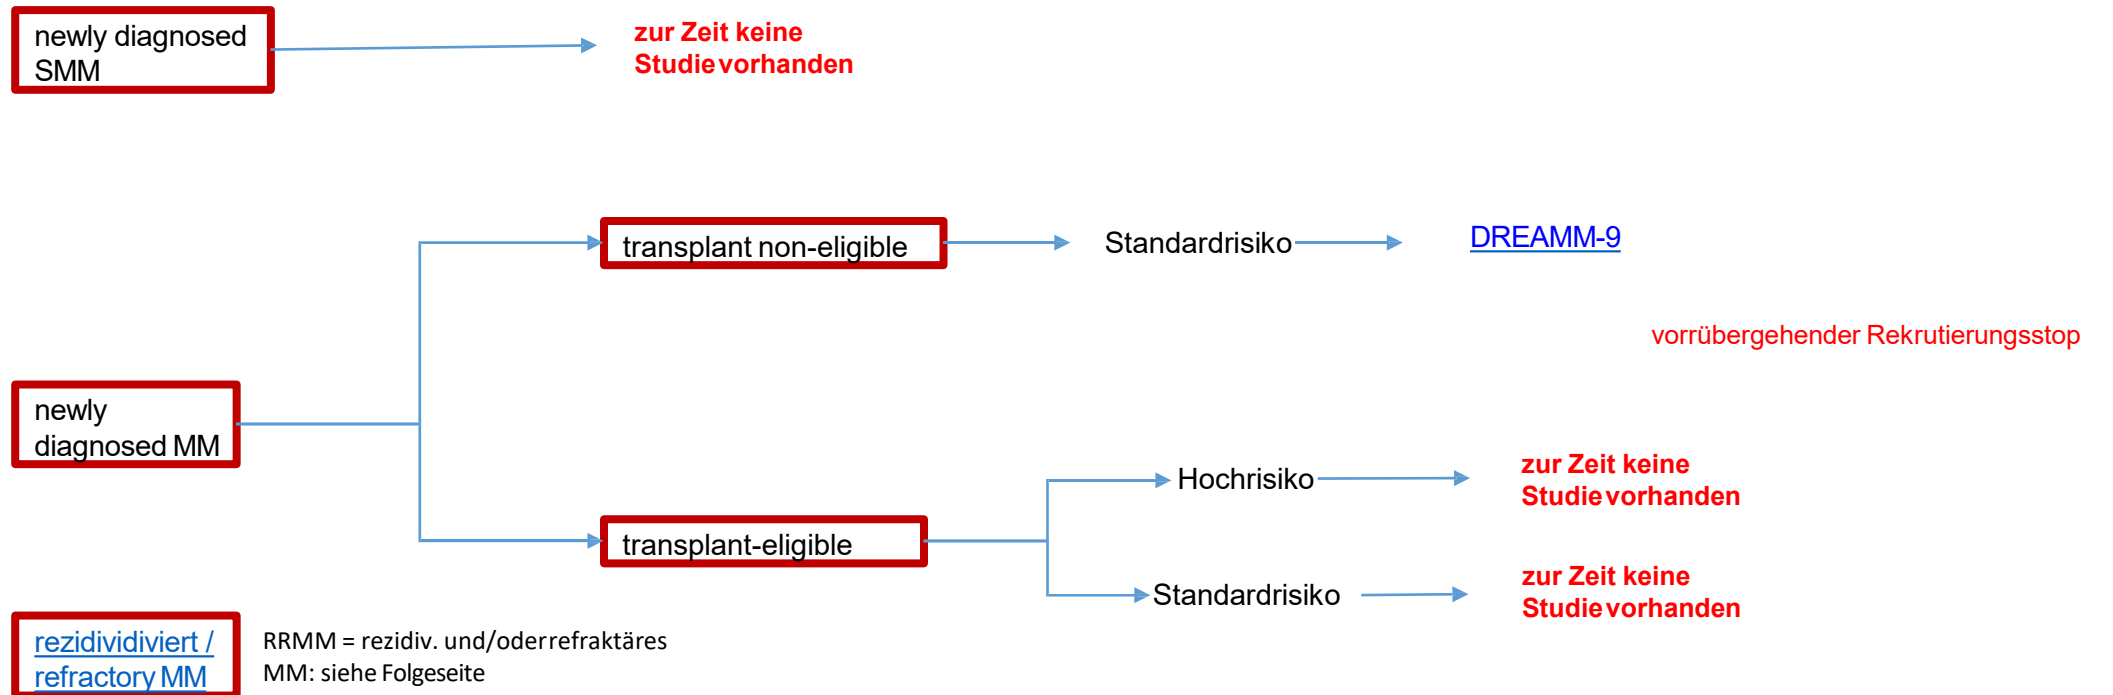 newly diagnosed
SMM
zur Zeit keine
Studie vorhanden
transplant non-eligible
Standardrisiko
DREAMM-9
vorrübergehender Rekrutierungsstop
newly
diagnosed MM
Hochrisiko
zur Zeit keine
Studie vorhanden
transplant-eligible
Standardrisiko
zur Zeit keine
Studie vorhanden
rezidividiviert /
refractory MM
RRMM = rezidiv. und/oder refraktäres
MM: siehe Folgeseite